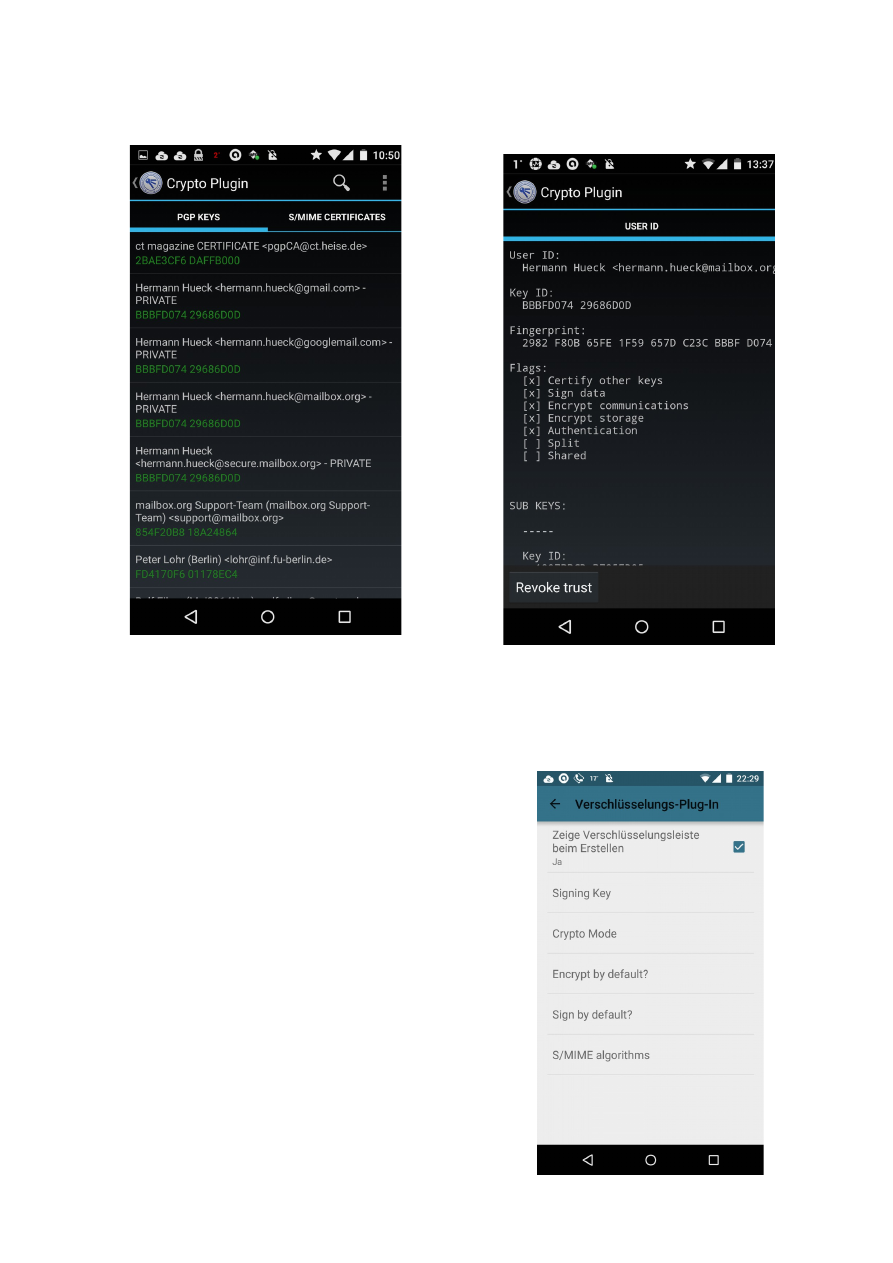 10:50
Crypto Plugin
PGP KEYS
S/MIME CERTIFICATES
ct magazine CERTIFICATE <pgpCA@ct.heise.de>
2BAE3CF6 DAFFB000
Hermann Hueck <hermann.hueck@gmail.com> -
PRIVATE
BBBFD074 29686D0D
Hermann Hueck <hermann.hueck@googlemail.com> -
PRIVATE
BBBFD074 29686D0D
Hermann Hueck <hermann.hueck@mailbox.org> -
PRIVATE
BBBFD074 29686D0D
Hermann Hueck
<hermann.hueck@secure.mailbox.org> - PRIVATE
BBBFD074 29686D0D
mailbox.org Support-Team (mailbox.org Support-
Team) <support@mailbox.org>
854F20B8 18A24864
Peter Lohr (Berlin) <lohr@inf.fu-berlin.de>
FD4170F6 01178EC4
13:37
Crypto Plugin
USER ID
User ID:
Hermann Hueck <hermann.hueck@mailbox.org
Key ID:
BBBFD074 29686D0D
Fingerprint:
2982 F80B 65FE 1F59 657D C23C BBBF D074
Flags:
[x] Certify other keys
[x] Sign data
[x] Encrypt communications
[x] Encrypt storage
[x] Authentication
[ ] Split
[ ] Shared
SUB KEYS:
-----
Key ID:
Revoke trust
22:29
Verschlüsselungs-Plug-In
Zeige Verschlüsselungsleiste
beim Erstellen
Ja
Signing Key
Crypto Mode
Encrypt by default?
Sign by default?
S/MIME algorithms